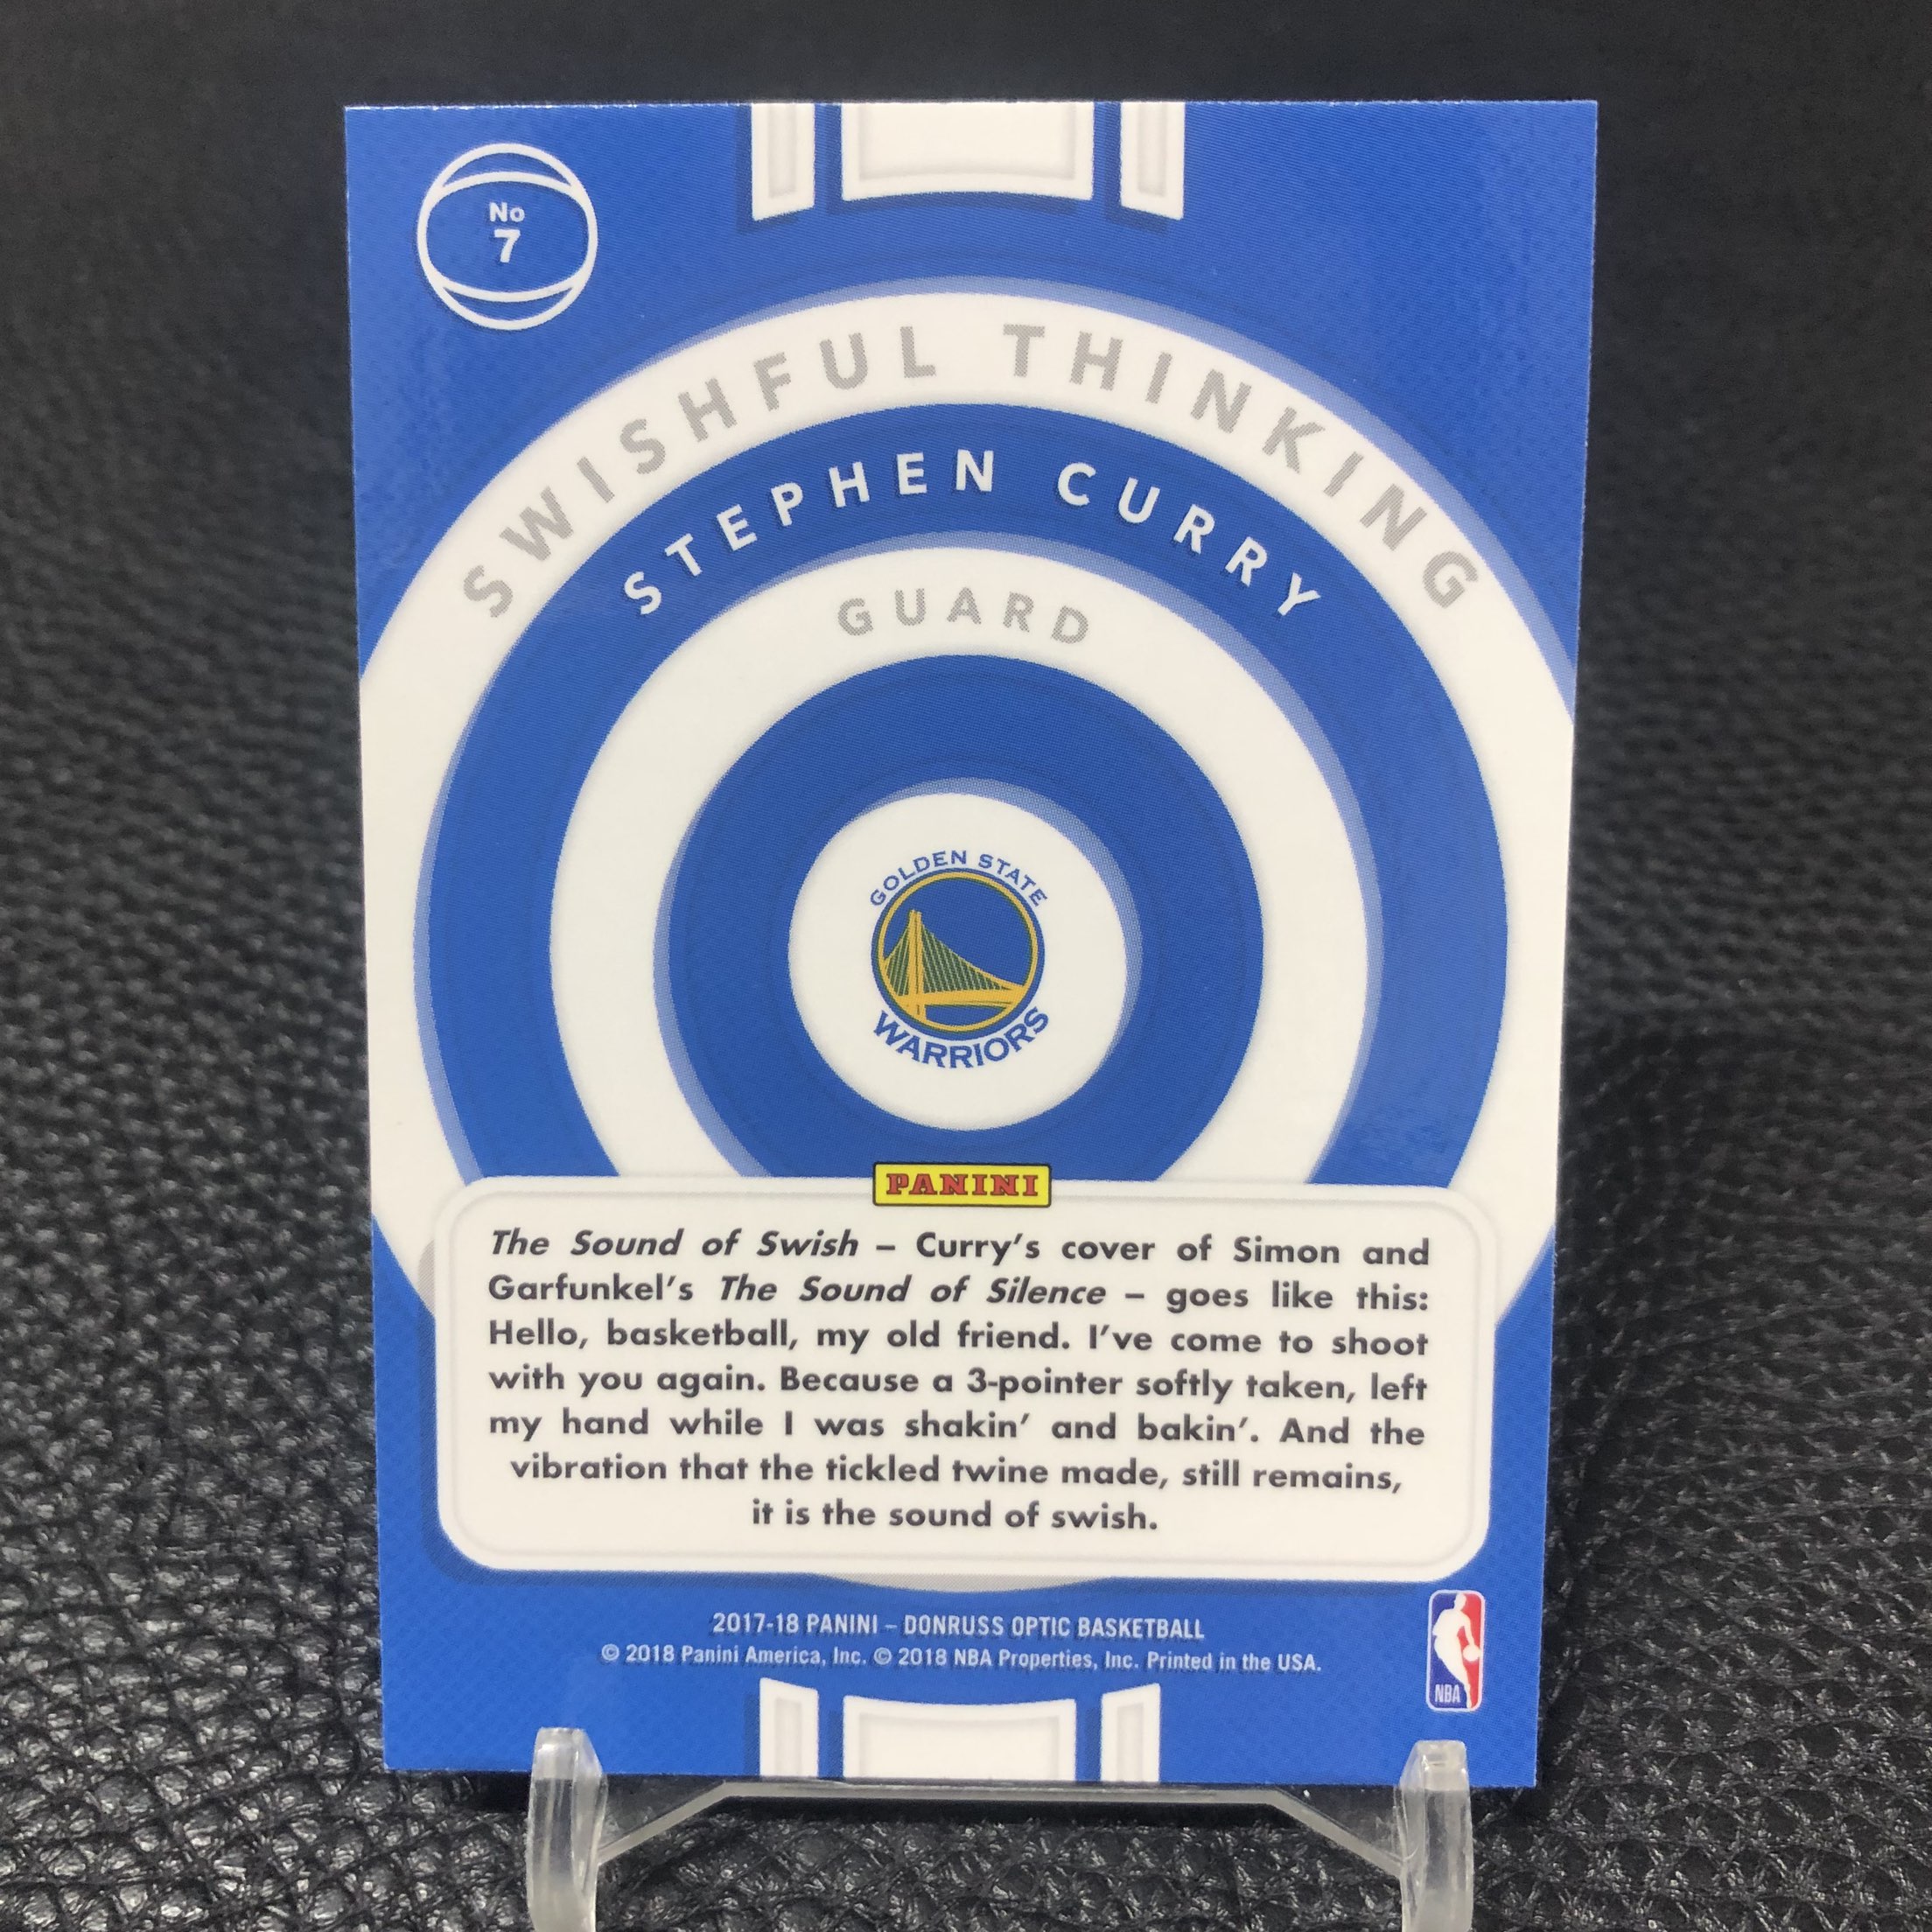 No
7
SWISHFUL THINKING
STEPHEN CURRY
GUARD
GOLDEN STATE
WARRIORS
PANINI
The Sound of Swish – Curry’s cover of Simon and
Garfunkel’s The Sound of Silence – goes like this:
Hello, basketball, my old friend. I’ve come to shoot
with you again. Because a 3-pointer softly taken, left
my hand while I was shakin’ and bakin’. And the
vibration that the tickled twine made, still remains,
it is the sound of swish.
2017-18 PANINI – DONRUSS OPTIC BASKETBALL
© 2018 Panini America, Inc. © 2018 NBA Properties, Inc. Printed in the USA.
NBA